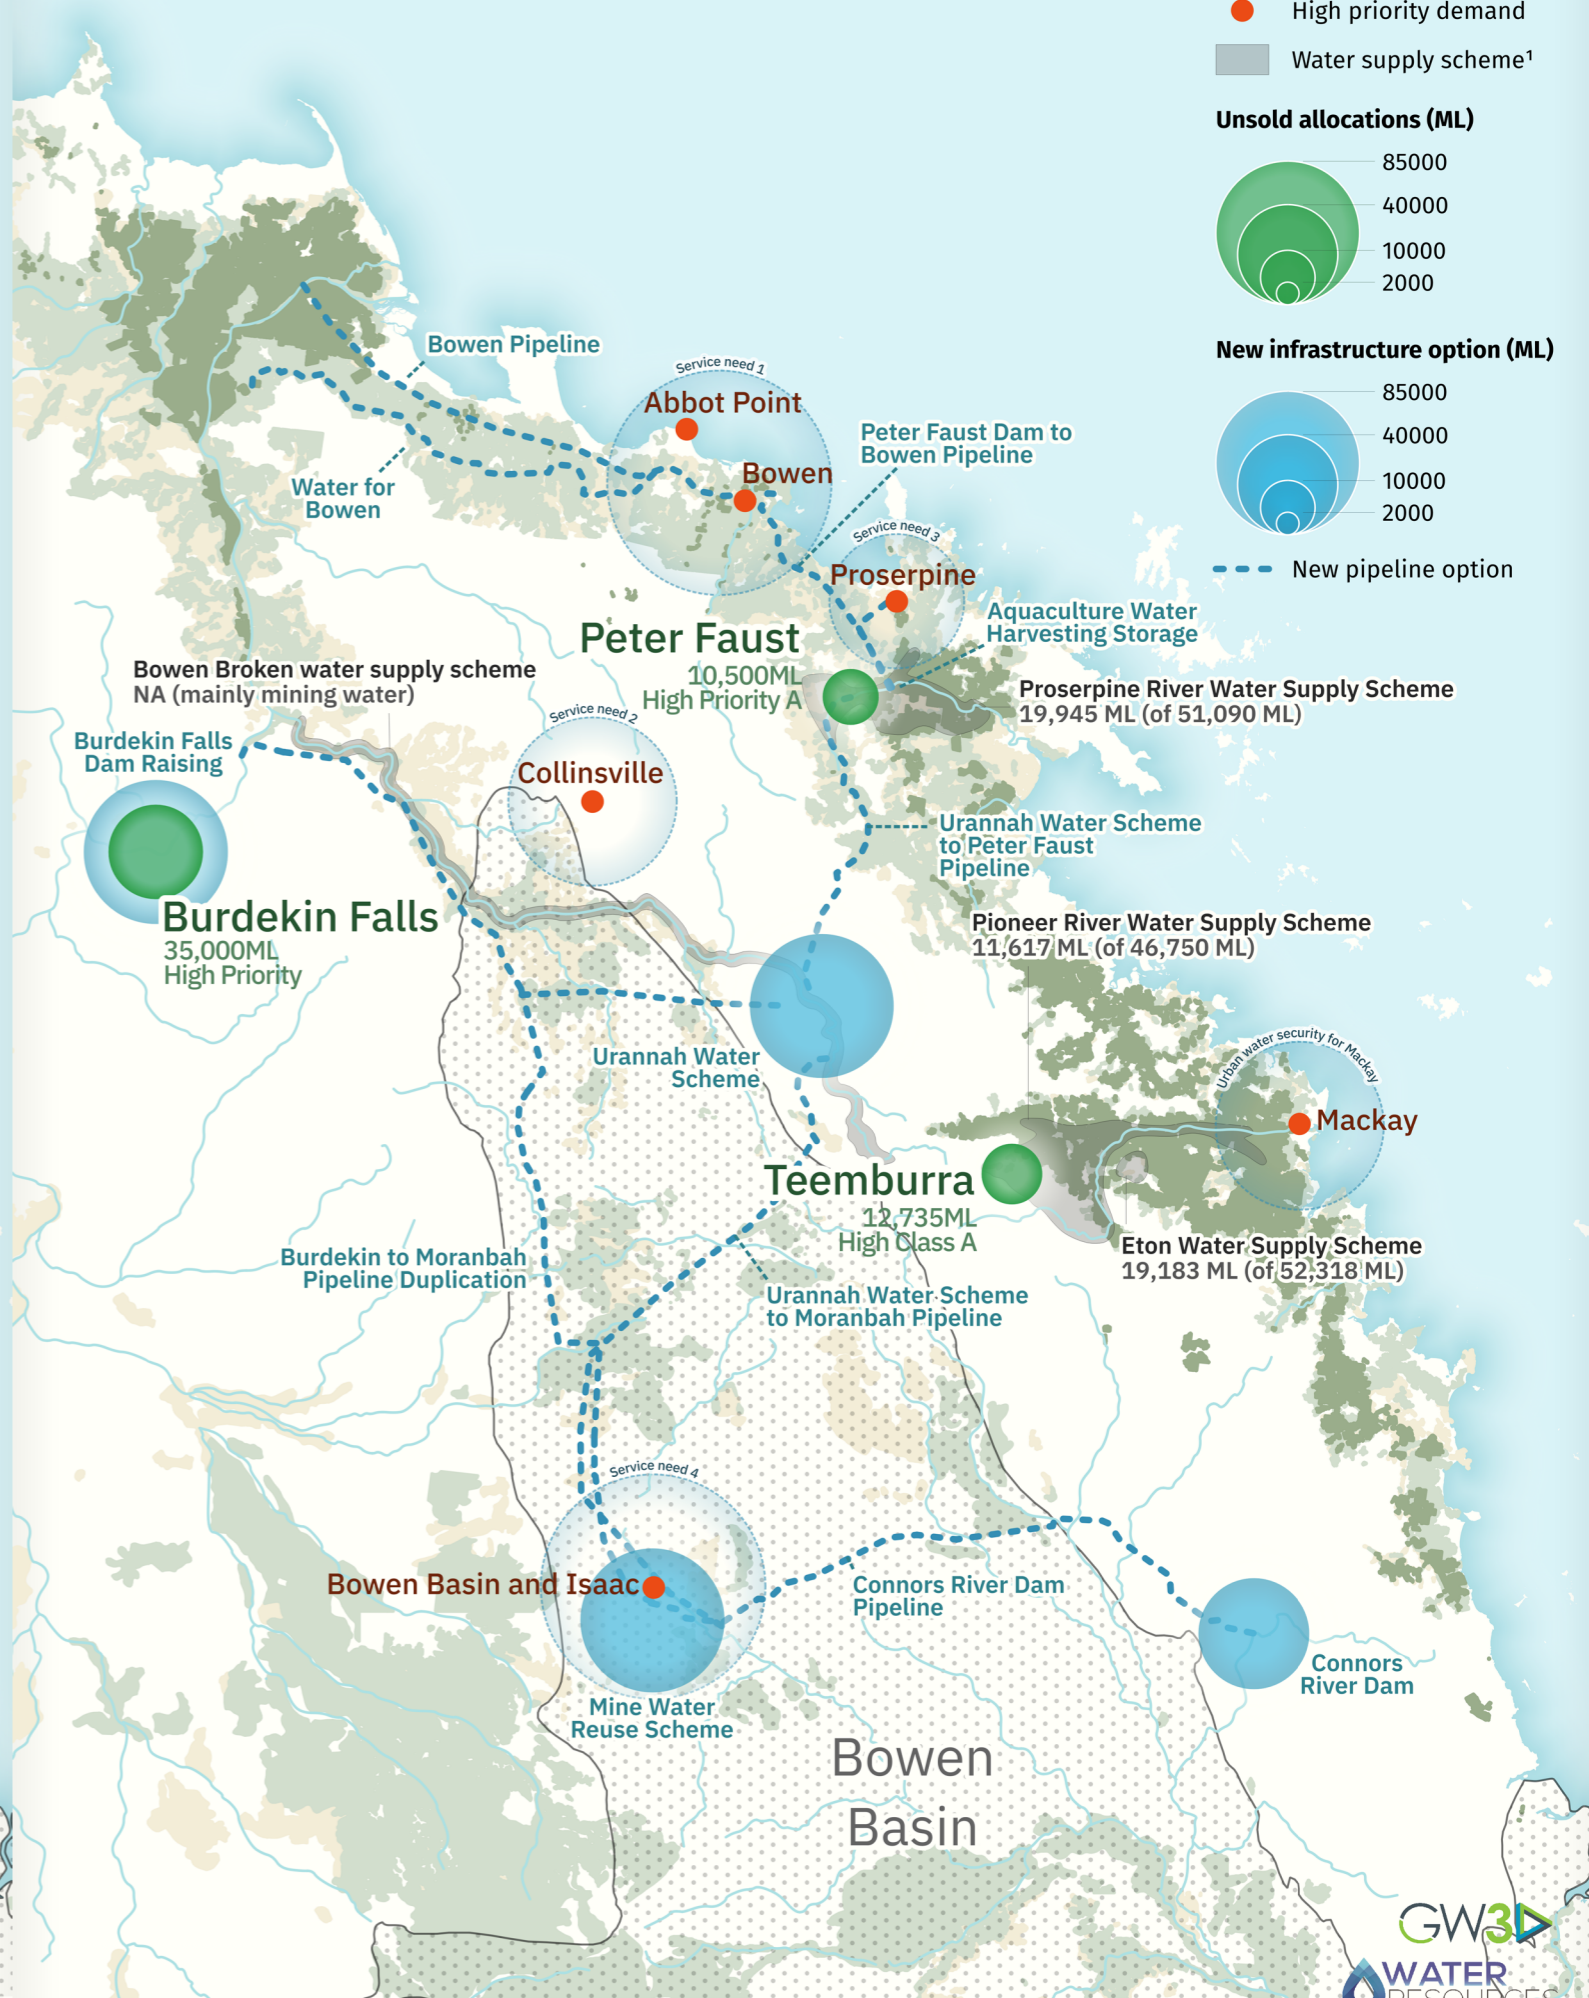 High priority demand
Water supply scheme¹
Unsold allocations (ML)
85000
40000
10000
2000
New infrastructure option (ML)
85000
40000
10000
2000
New pipeline option
Bowen Pipeline
Service need 1
Abbot Point
Bowen
Peter Faust Dam to
Bowen Pipeline
Water for
Bowen
Service need 3
Proserpine
Aquaculture Water
Harvesting Storage
Peter Faust
10,500ML
High Priority A
Bowen Broken water supply scheme
NA (mainly mining water)
Proserpine River Water Supply Scheme
19,945 ML (of 51,090 ML)
Service need 2
Collinsville
Burdekin Falls
Dam Raising
Urannah Water Scheme
to Peter Faust
Pipeline
Burdekin Falls
35,000ML
High Priority
Pioneer River Water Supply Scheme
11,617 ML (of 46,750 ML)
Urannah Water
Scheme
Urban water security for Mackay
Mackay
Teemburra
12,735ML
High Class A
Eton Water Supply Scheme
19,183 ML (of 52,318 ML)
Burdekin to Moranbah
Pipeline Duplication
Urannah Water Scheme
to Moranbah Pipeline
Service need 4
Bowen Basin and Isaac
Connors River Dam
Pipeline
Connors
River Dam
Mine Water
Reuse Scheme
Bowen
Basin
GW3D
WATER
RESOURCES